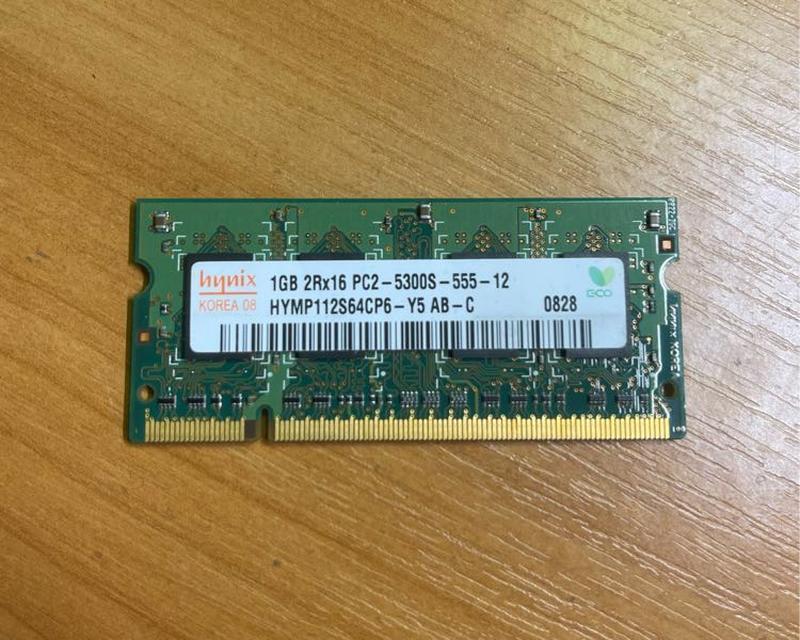 hynix
KOREA 08
1GB 2Rx16 PC2-5300S-555-12
HYMP112S64CP6-Y5 AB-C
0828
ECO